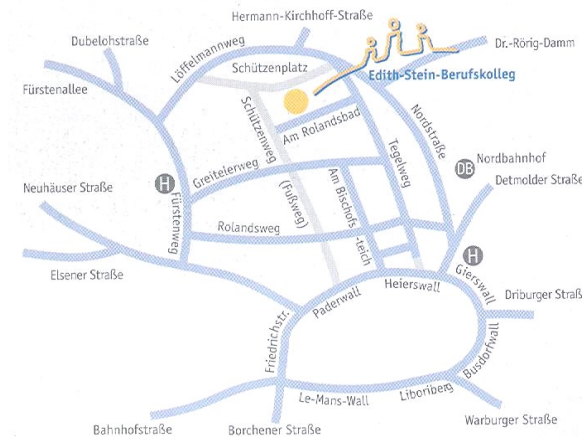 Hermann-Kirchhoff-Straße
Dubelohstraße
Löffelmannweg
Dr.-Rörig-Damm
Schützenplatz
Edith-Stein-Berufskolleg
Fürstenallee
Schützenweg
Am Rolandsbad
Nordstraße
Tegelweg
DB
Nordbahnhof
Greitelerweg
H
Neuhäuser Straße
Fürstenweg
(Fußweg)
Am Bischofs
-teich
Detmolder Straße
Rolandsweg
H
Elsener Straße
Gierswall
Heierswall
Paderwall
Driburger Straß
Friedrichstr.
Busdorfwall
Liboriberg
Le-Mans-Wall
Warburger Straße
Bahnhofstraße
Borchener Straße